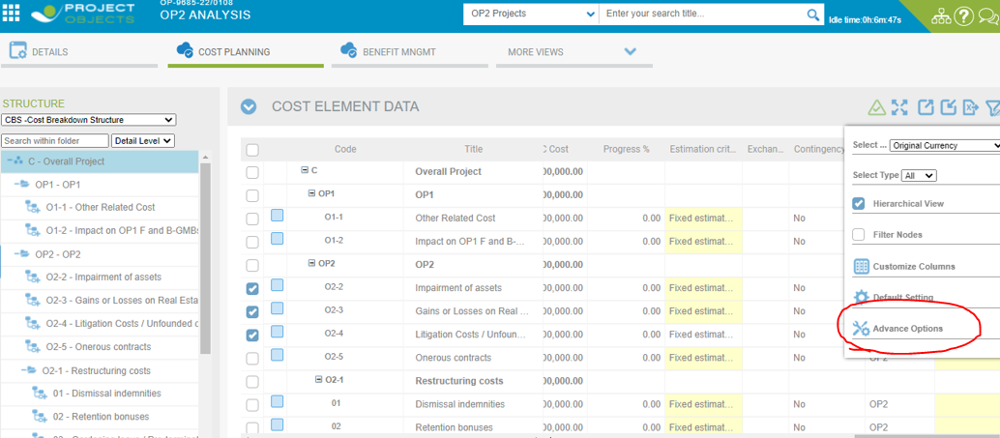 PROJECT
OBJECTS
OP-9685-22/0108
OP2 ANALYSIS
OP2 Projects
Enter your search title...
Idle time:0h:6m:47s
DETAILS
COST PLANNING
BENEFIT MNGMT
MORE VIEWS
STRUCTURE
CBS -Cost Breakdown Structure
Search within folder
Detail Level
C - Overall Project
OP1 - OP1
O1-1 - Other Related Cost
O1-2 - Impact on OP1 F and B-GMBs
OP2 - OP2
O2-2 - Impairment of assets
O2-3 - Gains or Losses on Real Esta
O2-4 - Litigation Costs / Unfounded c
O2-5 - Onerous contracts
O2-1 - Restructuring costs
01 - Dismissal indemnities
02 - Retention bonuses
COST ELEMENT DATA
Code Title C Cost Progress % Estimation crit... Exchan... Contingency
C Overall Project 00,000.00
OP1 OP1 00,000.00
O1-1 Other Related Cost 00,000.00 0.00 Fixed estimat... No
O1-2 Impact on OP1 F and B-... 00,000.00 0.00 Fixed estimat... No
OP2 OP2 00,000.00
O2-2 Impairment of assets 00,000.00 0.00 Fixed estimat... No
O2-3 Gains or Losses on Real ... 00,000.00 0.00 Fixed estimat... No
O2-4 Litigation Costs / Unfoun... 00,000.00 0.00 Fixed estimat... No
O2-5 Onerous contracts 00,000.00 0.00 Fixed estimat... No OP2
O2-1 Restructuring costs 00,000.00
01 Dismissal indemnities 00,000.00 0.00 Fixed estimat... No OP2
02 Retention bonuses 00,000.00 0.00 Fixed estimat... No OP2
Select ... Original Currency
Select Type All
Hierarchical View
Filter Nodes
Customize Columns
Default Setting
Advance Options